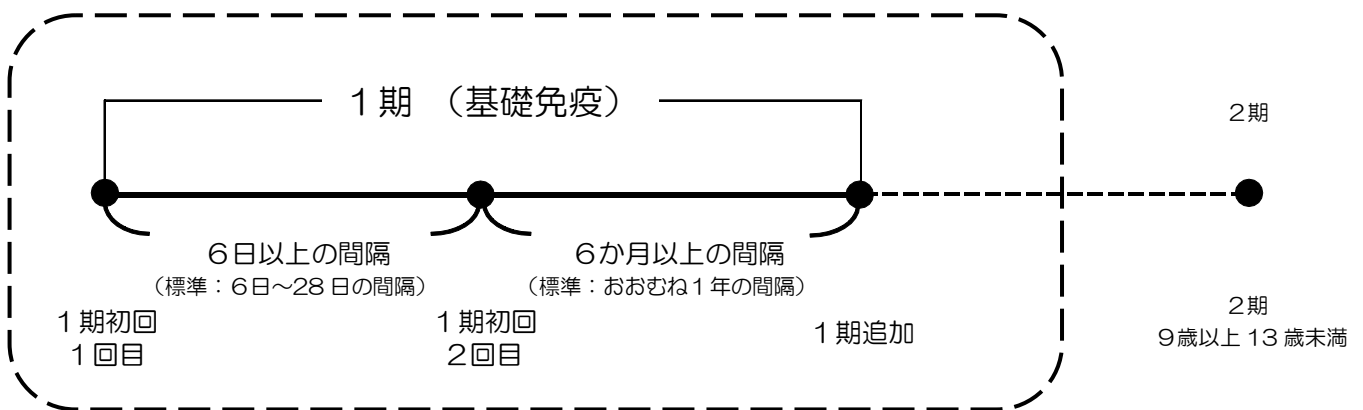 １期　（基礎免疫）
２期
６日以上の間隔
（標準：６日～28日の間隔）
６か月以上の間隔
（標準：おおむね１年の間隔）
１期初回
１回目
１期初回
２回目
１期追加
２期
９歳以上13歳未満